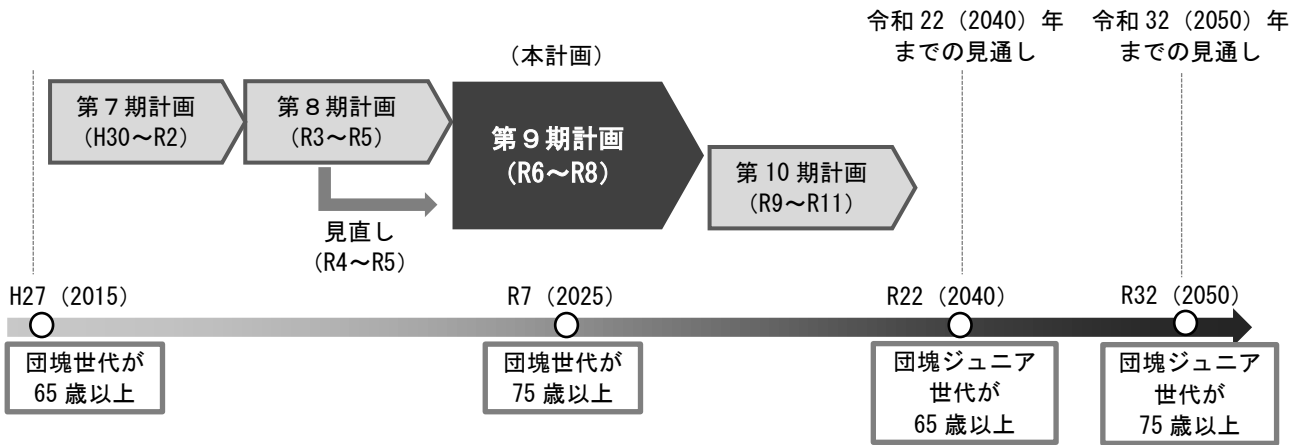 令和 22（2040）年
までの見通し
令和 32（2050）年
までの見通し
（本計画）
第７期計画
(H30～R2)
第８期計画
(R3～R5)
第９期計画
(R6～R8)
第 10 期計画
(R9～R11)
見直し
(R4～R5)
H27（2015）
R7（2025）
R22（2040）
R32（2050）
団塊世代が
65 歳以上
団塊世代が
75 歳以上
団塊ジュニア
世代が
65 歳以上
団塊ジュニア
世代が
75 歳以上